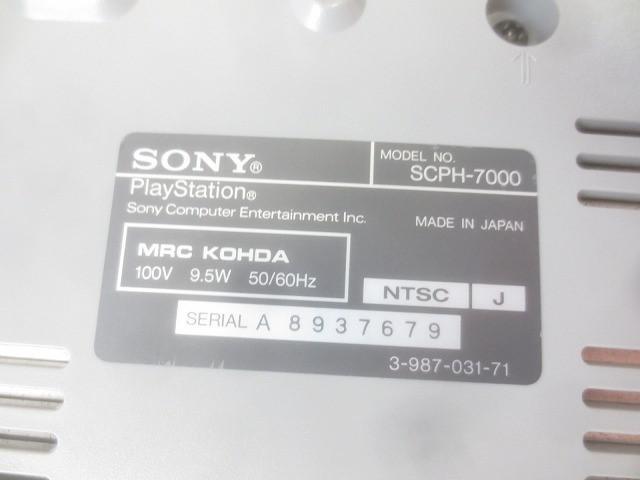 SONY®
MODEL NO.
SCPH-7000
PlayStation®
Sony Computer Entertainment Inc.
MADE IN JAPAN
MRC KOHDA
100V 9.5W 50/60Hz
NTSC J
SERIAL A 8937679
3-987-031-71